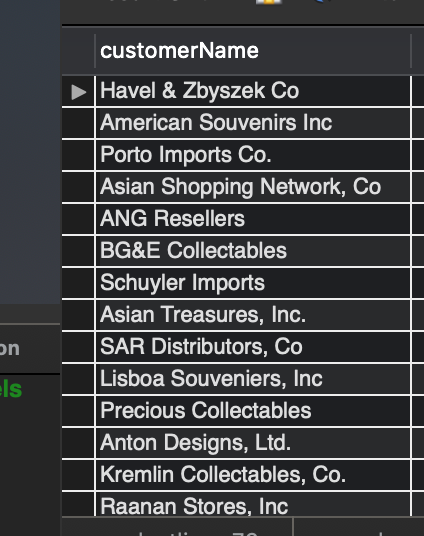 customerName
Havel & Zbyszek Co
American Souvenirs Inc
Porto Imports Co.
Asian Shopping Network, Co
ANG Resellers
BG&E Collectables
Schuyler Imports
Asian Treasures, Inc.
on
SAR Distributors, Co
Lisboa Souveniers, Inc
els
Precious Collectables
Anton Designs, Ltd.
Kremlin Collectables, Co.
Raanan Stores, Inc